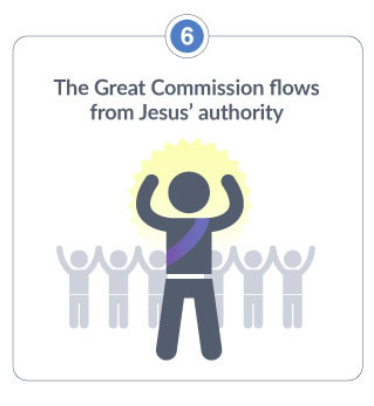 6
The Great Commission flows
from Jesus’ authority